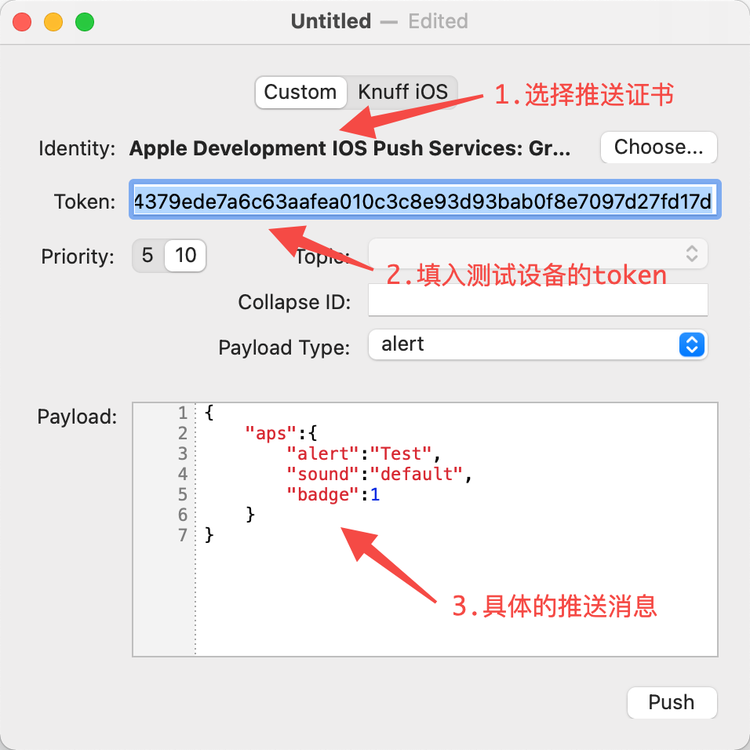 Untitled — Edited
Custom Knuff iOS
1.选择推送证书
Identity: Apple Development IOS Push Services: Gr... Choose...
Token: 4379ede7a6c63aafea010c3c8e93d93bab0f8e7097d27fd17d
Priority: 5 10 Topic:
2.填入测试设备的token
Collapse ID:
Payload Type: alert
Payload: 1 {
2 "aps":{
3 "alert":"Test",
4 "sound":"default",
5 "badge":1
6 }
7 }
3.具体的推送消息
Push